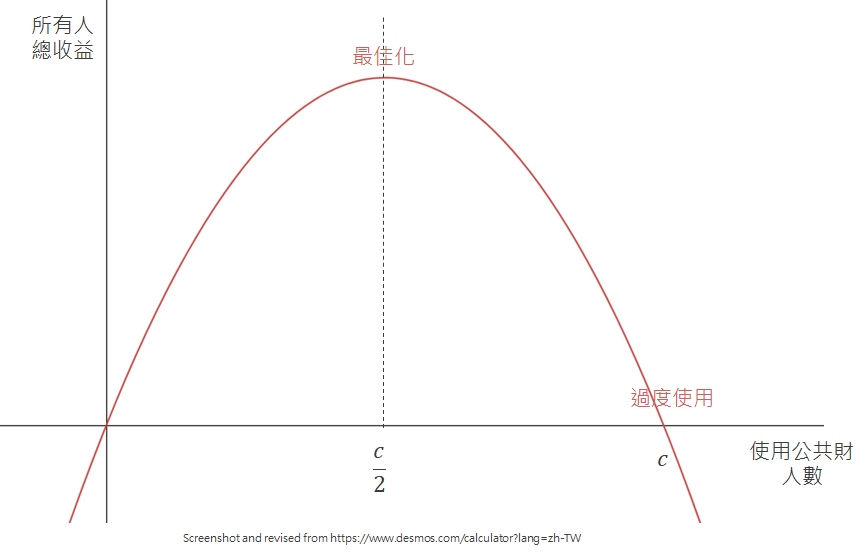 所有人
總收益
最佳化
過度使用
c
2
c
使用公共財
人數
Screenshot and revised from https://www.desmos.com/calculator?lang=zh-TW